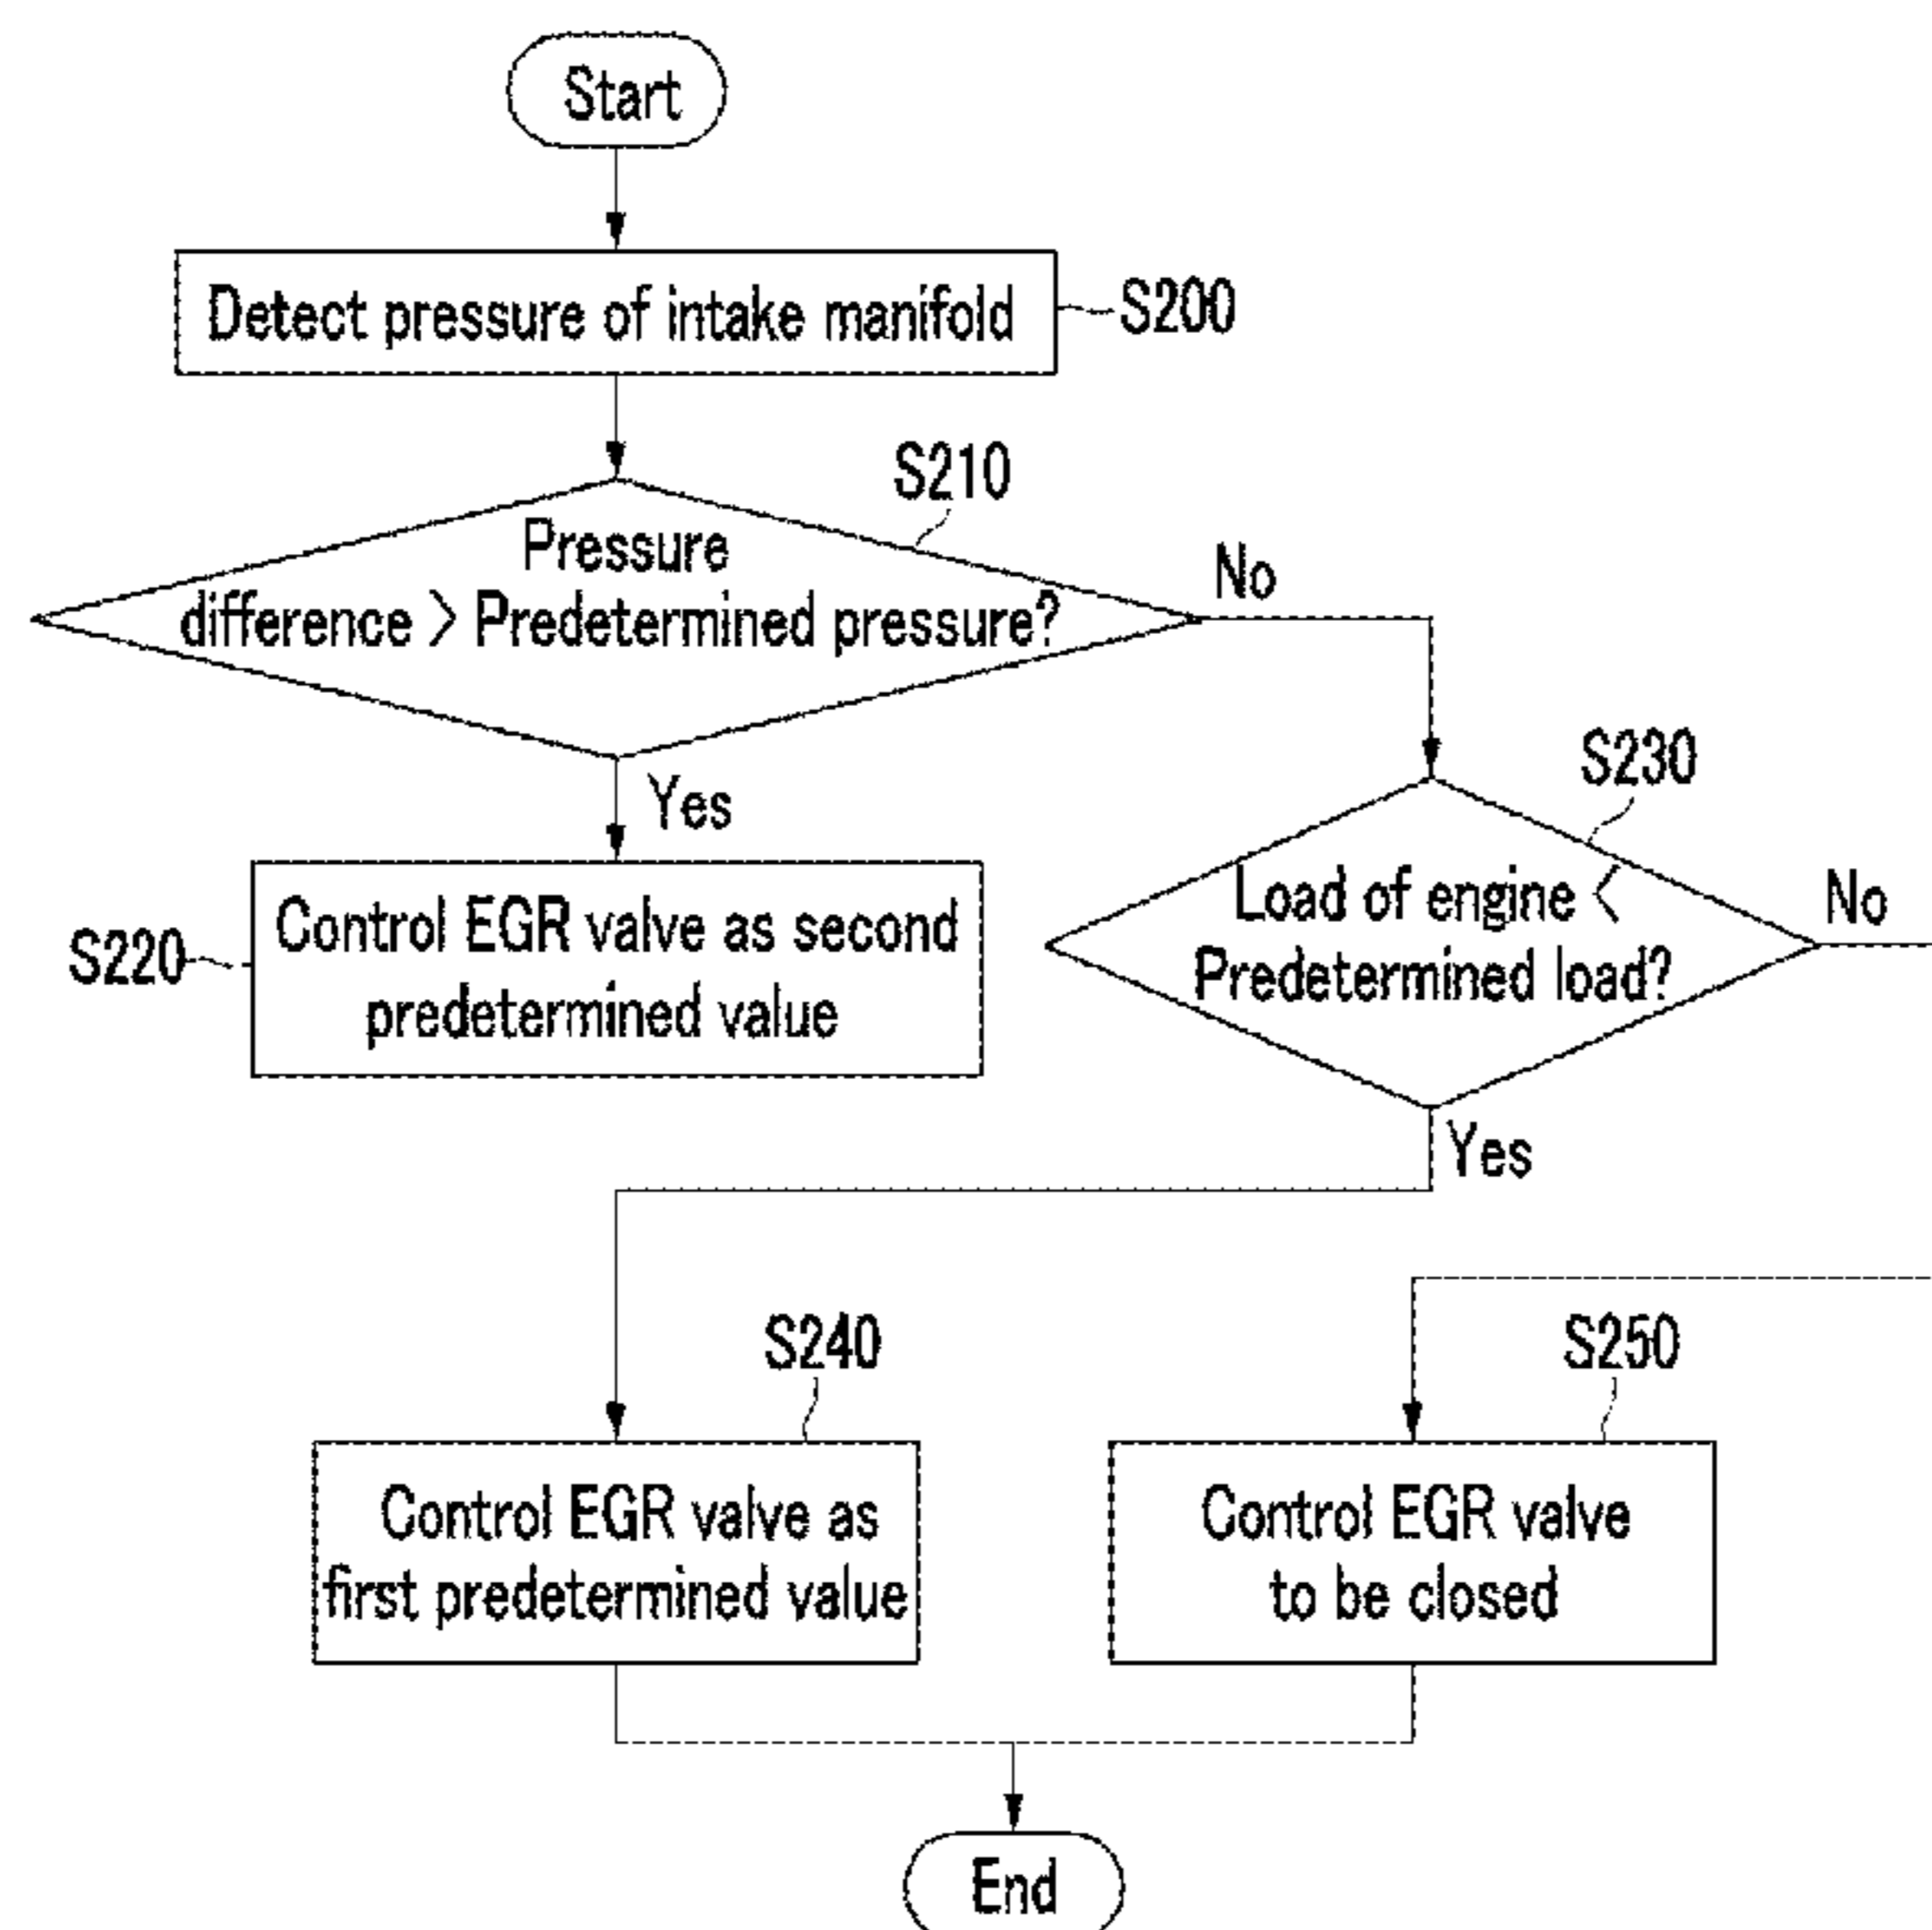 Start
Detect pressure of intake manifold
S200
S210
Pressure
difference > Predetermined pressure?
No
Yes
S220
Control EGR valve as second
predetermined value
S230
Load of engine <
Predetermined load?
No
Yes
S240
Control EGR valve as
first predetermined value
S250
Control EGR valve
to be closed
End